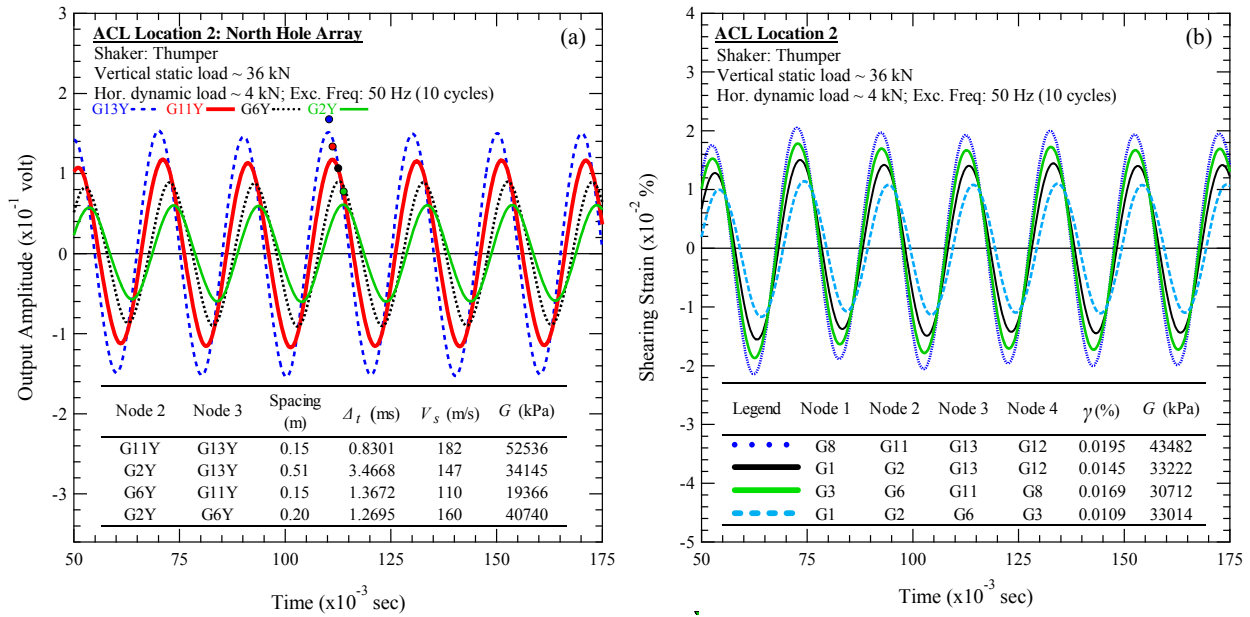 ACL Location 2: North Hole Array (a)
Shaker: Thumper
Vertical static load ~ 36 kN
Hor. dynamic load ~ 4 kN; Exc. Freq: 50 Hz (10 cycles)
G13Y G11Y G6Y G2Y
3
2
1
0
-1
-2
-3
Output Amplitude (x10⁻¹ volt)
Node 2 Node 3 Spacing (m) Δt (ms) Vs (m/s) G (kPa)
G11Y G13Y 0.15 0.8301 182 52536
G2Y G13Y 0.51 3.4668 147 34145
G6Y G11Y 0.15 1.3672 110 19366
G2Y G6Y 0.20 1.2695 160 40740
50 75 100 125 150 175
Time (x10⁻³ sec)
ACL Location 2 (b)
Shaker: Thumper
Vertical static load ~ 36 kN
Hor. dynamic load ~ 4 kN; Exc. Freq: 50 Hz (10 cycles)
4
3
2
1
0
-1
-2
-3
-4
-5
Shearing Strain (x10⁻² %)
Legend Node 1 Node 2 Node 3 Node 4 γ(%) G (kPa)
G8 G11 G13 G12 0.0195 43482
G1 G2 G13 G12 0.0145 33222
G3 G6 G11 G8 0.0169 30712
G1 G2 G6 G3 0.0109 33014
50 75 100 125 150 175
Time (x10⁻³ sec)